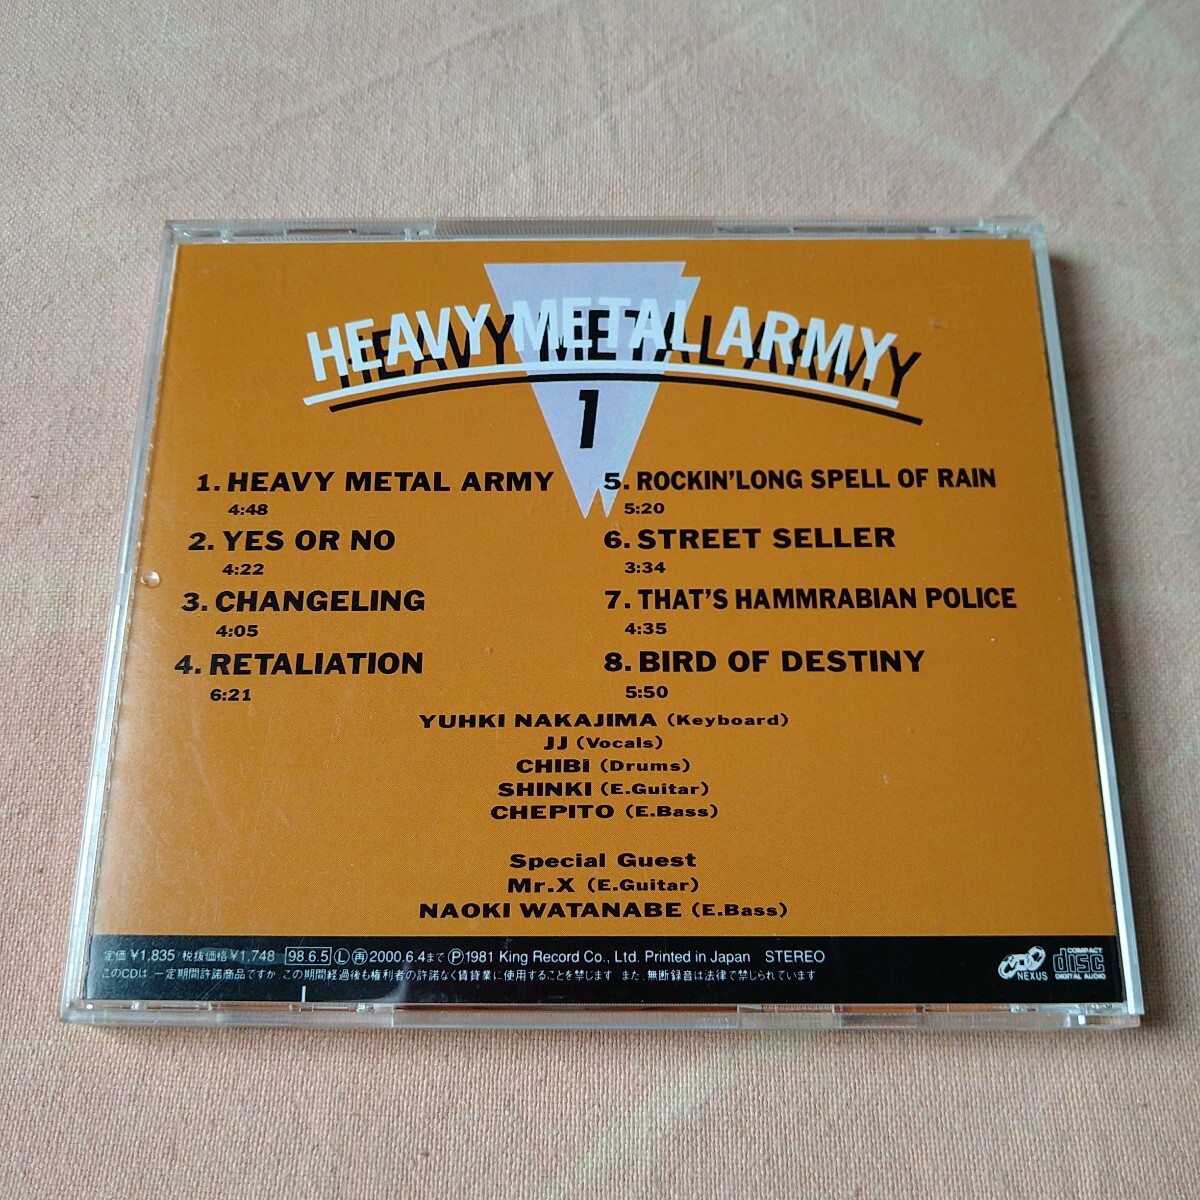 HEAVY METAL ARMY
1
1. HEAVY METAL ARMY
4:48
2. YES OR NO
4:22
3. CHANGELING
4:05
4. RETALIATION
6:21
5. ROCKIN'LONG SPELL OF RAIN
5:20
6. STREET SELLER
3:34
7. THAT'S HAMMRABIAN POLICE
4:35
8. BIRD OF DESTINY
5:50
YUHKI NAKAJIMA (Keyboard)
JJ (Vocals)
CHIBi (Drums)
SHINKI (E.Guitar)
CHEPITO (E.Bass)
Special Guest
Mr.X (E.Guitar)
NAOKI WATANABE (E.Bass)
定価 ¥1,835/税抜価格¥1,748 98.6.5 Ⓛ ㊢ 2000.6.4まで Ⓟ1981 King Record Co., Ltd. Printed in Japan STEREO
このCDは、一定期間許諾商品ですが、この期間経過後も権利者の許諾なく賃貸業に使用することを禁じます また、無断録音は法律で禁じられています
NEXUS
COMPACT
disc
DIGITAL AUDIO